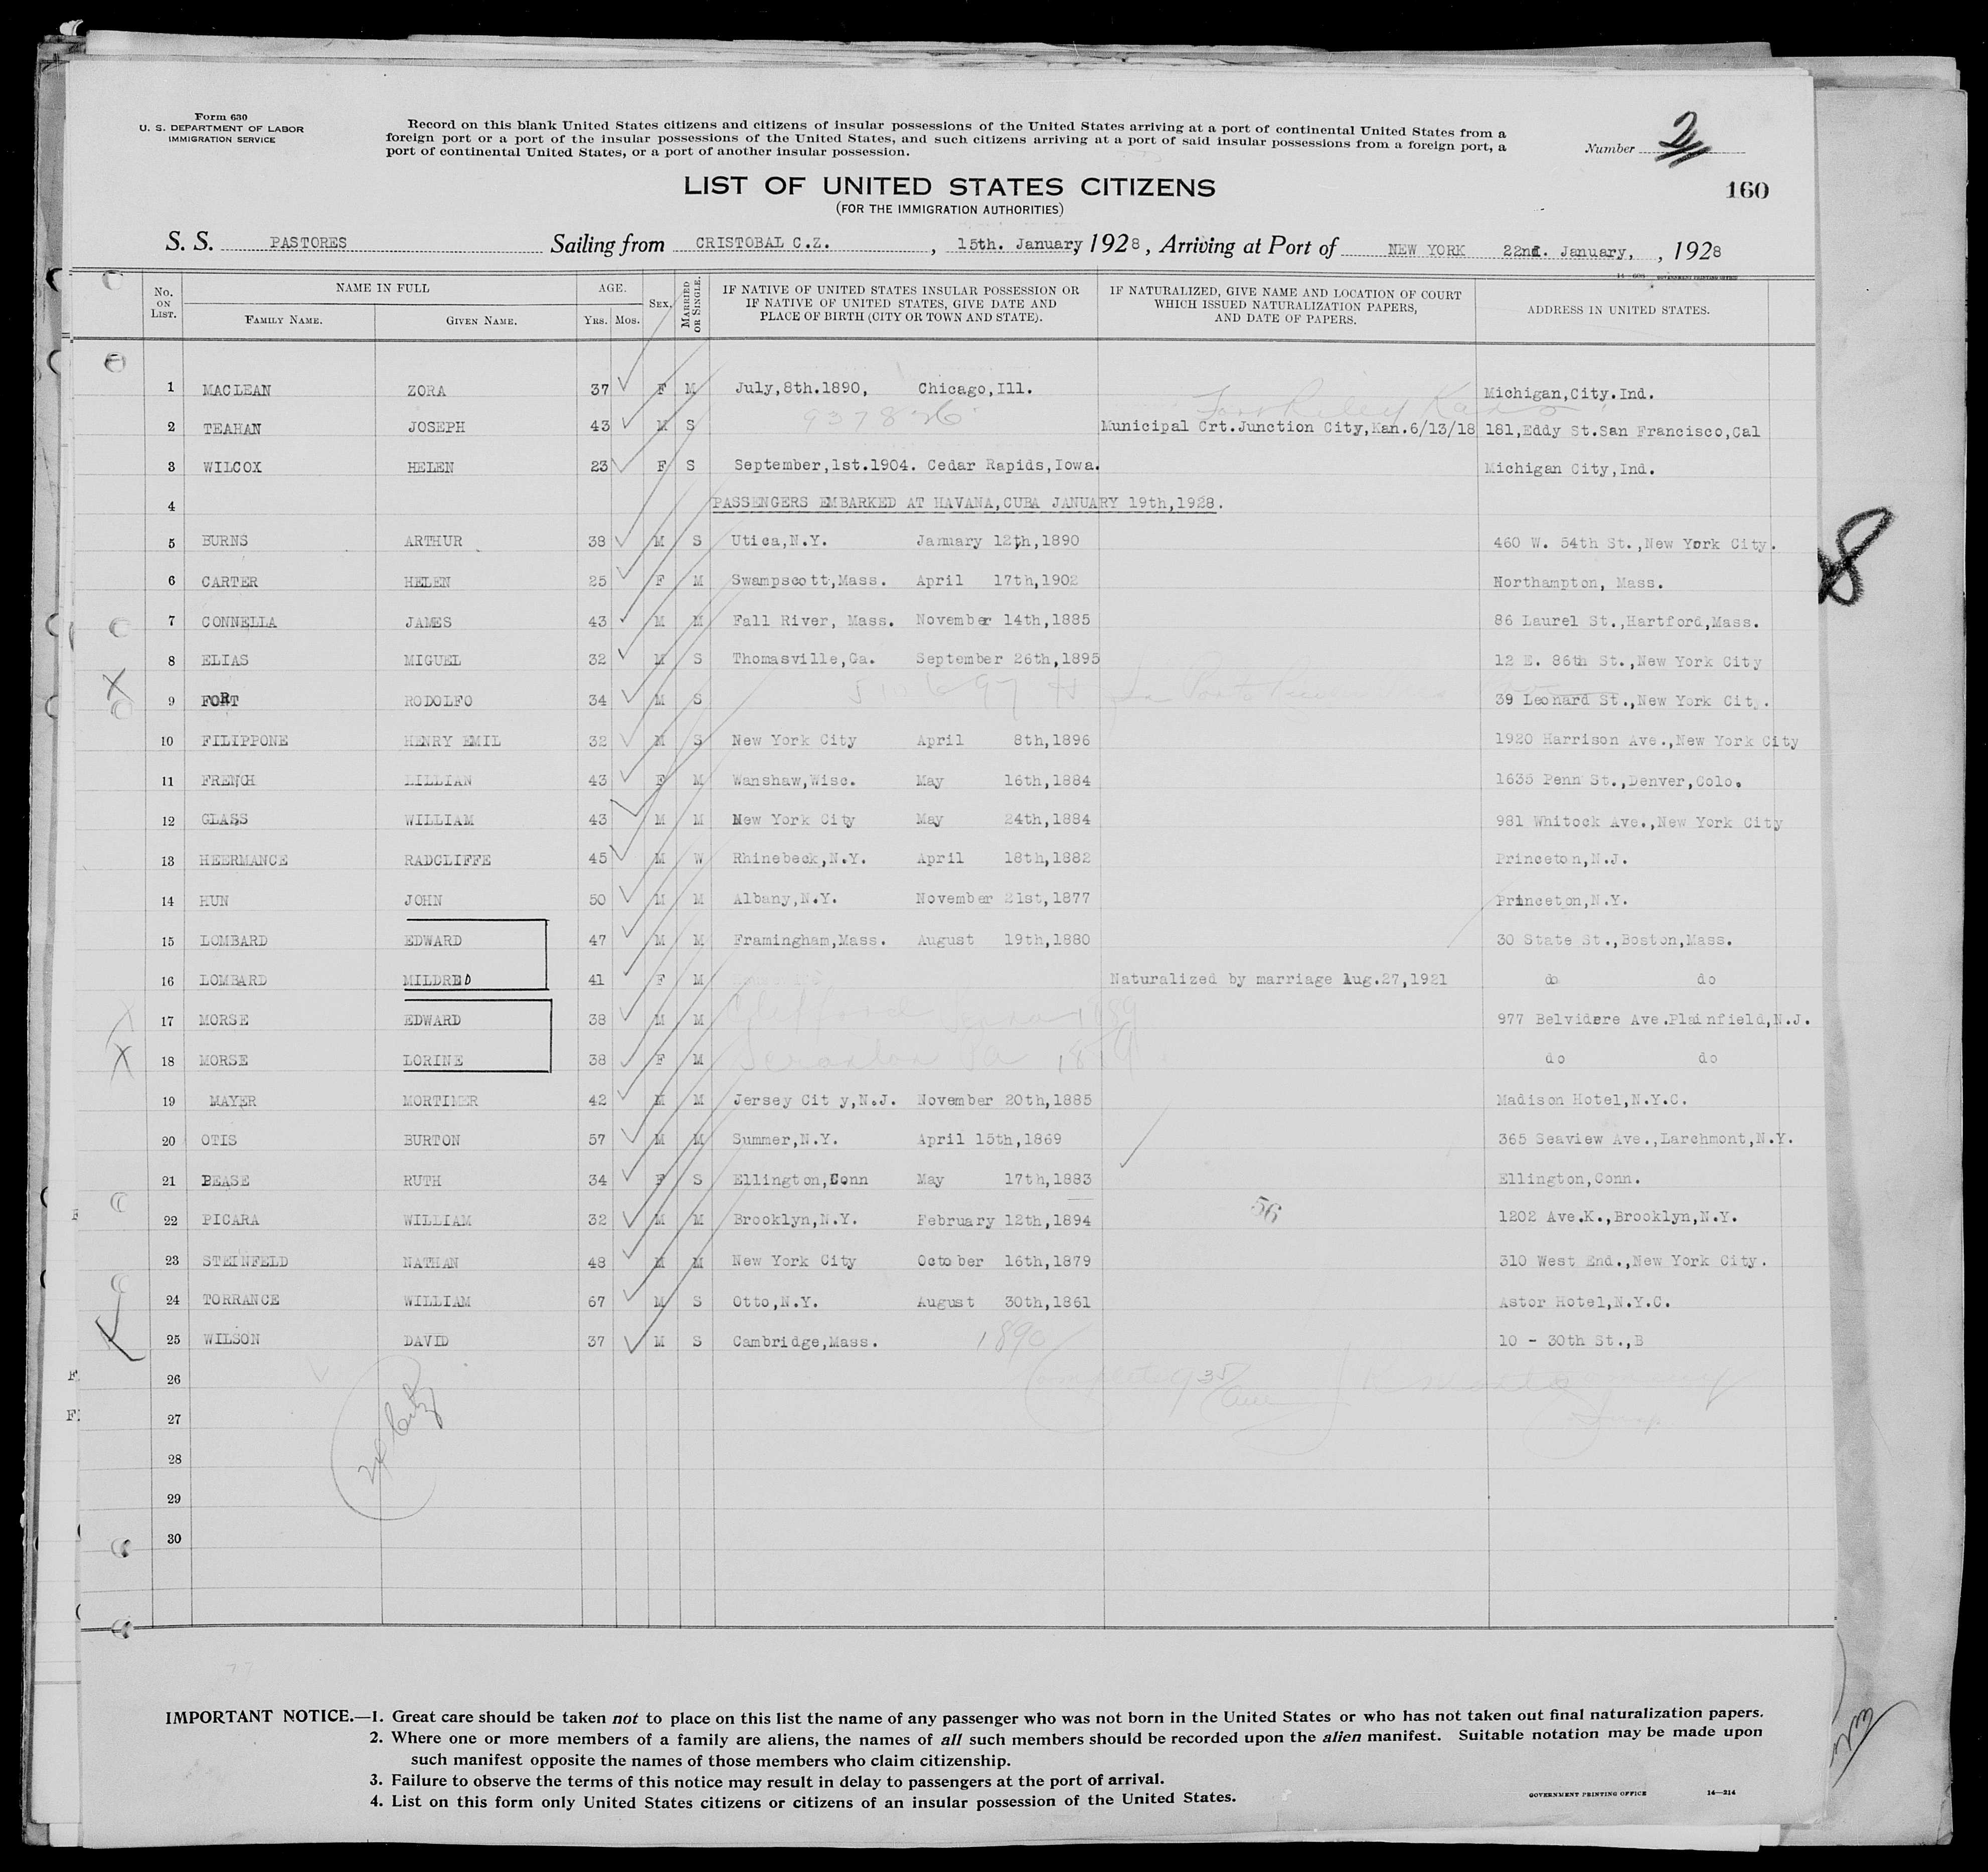 Form 630
U. S. DEPARTMENT OF LABOR
IMMIGRATION SERVICE
Record on this blank United States citizens and citizens of insular possessions of the United States arriving at a port of continental United States from a
foreign port or a port of the insular possessions of the United States, and such citizens arriving at a port of said insular possessions from a foreign port, a
port of continental United States, or a port of another insular possession.
Number 2
160
LIST OF UNITED STATES CITIZENS
(FOR THE IMMIGRATION AUTHORITIES)
S. S. PASTORES Sailing from CRISTOBAL C.Z. , 15th. January, 1928, Arriving at Port of NEW YORK 22nd. January, , 1928
No. ON LIST. NAME IN FULL FAMILY NAME. GIVEN NAME. AGE. YRS. MOS. SEX. MARRIED OR SINGLE. IF NATIVE OF UNITED STATES INSULAR POSSESSION OR IF NATIVE OF UNITED STATES, GIVE DATE AND PLACE OF BIRTH (CITY OR TOWN AND STATE). IF NATURALIZED, GIVE NAME AND LOCATION OF COURT WHICH ISSUED NATURALIZATION PAPERS, AND DATE OF PAPERS. ADDRESS IN UNITED STATES.
1 MACLEAN ZORA 37 F M July,8th.1890, Chicago,Ill. Michigan,City.Ind.
2 TEAHAN JOSEPH 43 M S 937826 Municipal Crt.Junction City,Kan.6/13/18 181,Eddy St.San Francisco,Cal
3 WILCOX HELEN 23 F S September,1st.1904. Cedar Rapids,Iowa. Michigan City,Ind.
4 PASSENGERS EMBARKED AT HAVANA,CUBA JANUARY 19th,1928.
5 BURNS ARTHUR 38 M S Utica,N.Y. January 12th,1890 460 W. 54th St.,New York City.
6 CARTER HELEN 25 F M Swampscott,Mass. April 17th,1902 Northampton, Mass.
7 CONNELLA JAMES 43 M M Fall River, Mass. November 14th,1885 86 Laurel St.,Hartford,Mass.
8 ELIAS MIGUEL 32 M S Thomasville,Ga. September 26th,1895 12 E. 86th St.,New York City
9 FORT RODOLFO 34 M S 39 Leonard St.,New York City.
10 FILIPPONE HENRY EMIL 32 M S New York City April 8th,1896 1920 Harrison Ave.,New York City
11 FRENCH LILLIAN 43 F M Wanshaw,Wisc. May 16th,1884 1635 Penn St.,Denver,Colo.
12 GLASS WILLIAM 43 M M New York City May 24th,1884 981 Whitock Ave.,New York City
13 HEERMANCE RADCLIFFE 45 M W Rhinebeck,N.Y. April 18th,1882 Princeton,N.J.
14 HUN JOHN 50 M M Albany,N.Y. November 21st,1877 Princeton,N.Y.
15 LOMBARD EDWARD 47 M M Framingham,Mass. August 19th,1880 30 State St.,Boston,Mass.
16 LOMBARD MILDRED 41 F M Naturalized by marriage Aug.27,1921 do do
17 MORSE EDWARD 38 M M 1889 977 Belvidere Ave.Plainfield,N.J.
18 MORSE LORINE 38 F M Scranton Pa do do
19 MAYER MORTIMER 42 M M Jersey Cit y,N.J. November 20th,1885 Madison Hotel,N.Y.C.
20 OTIS BURTON 57 M M Summer,N.Y. April 15th,1869 365 Seaview Ave.,Larchmont,N.Y.
21 PEASE RUTH 34 F S Ellington,Conn May 17th,1883 Ellington,Conn.
22 PICARA WILLIAM 32 M M Brooklyn,N.Y. February 12th,1894 56 1202 Ave.K.,Brooklyn,N.Y.
23 STEINFELD NATHAN 48 M M New York City October 16th,1879 310 West End.,New York City.
24 TORRANCE WILLIAM 67 M S Otto,N.Y. August 30th,1861 Astor Hotel,N.Y.C.
25 WILSON DAVID 37 M S Cambridge,Mass. 1890 10 - 30th St.,B
26
27
28
29
30
IMPORTANT NOTICE.—1. Great care should be taken not to place on this list the name of any passenger who was not born in the United States or who has not taken out final naturalization papers.
2. Where one or more members of a family are aliens, the names of all such members should be recorded upon the alien manifest. Suitable notation may be made upon
such manifest opposite the names of those members who claim citizenship.
3. Failure to observe the terms of this notice may result in delay to passengers at the port of arrival.
4. List on this form only United States citizens or citizens of an insular possession of the United States.
GOVERNMENT PRINTING OFFICE 14—214